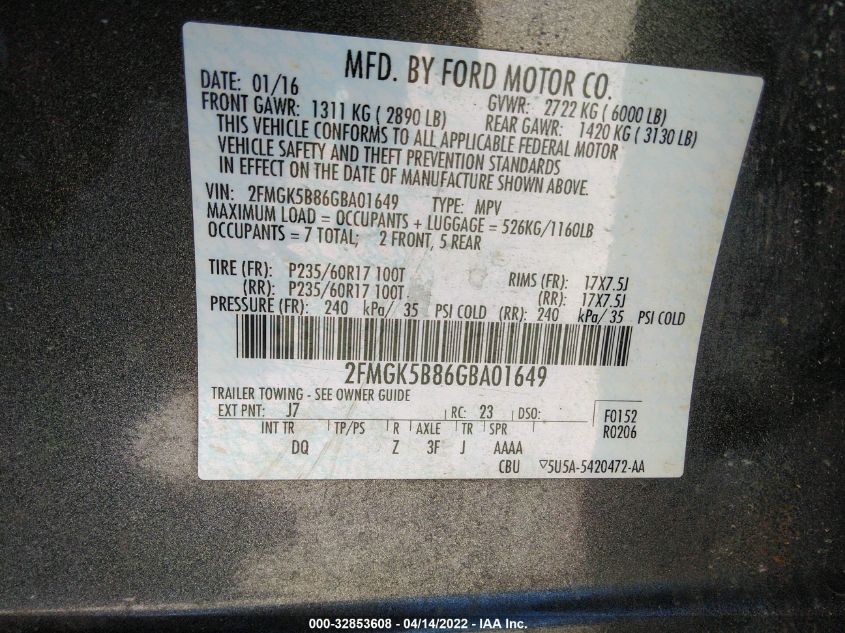 MFD. BY FORD MOTOR CO.
DATE: 01/16 GVWR: 2722 KG ( 6000 LB)
FRONT GAWR: 1311 KG ( 2890 LB) REAR GAWR: 1420 KG ( 3130 LB)
THIS VEHICLE CONFORMS TO ALL APPLICABLE FEDERAL MOTOR
VEHICLE SAFETY AND THEFT PREVENTION STANDARDS
IN EFFECT ON THE DATE OF MANUFACTURE SHOWN ABOVE.
VIN: 2FMGK5B86GBA01649 TYPE: MPV
MAXIMUM LOAD = OCCUPANTS + LUGGAGE = 526KG/1160LB
OCCUPANTS = 7 TOTAL; 2 FRONT, 5 REAR
TIRE (FR): P235/60R17 100T RIMS (FR): 17X7.5J
(RR): P235/60R17 100T (RR): 17X7.5J
PRESSURE (FR): 240 kPa/ 35 PSI COLD (RR): 240 kPa/ 35 PSI COLD
2FMGK5B86GBA01649
TRAILER TOWING - SEE OWNER GUIDE
EXT PNT: J7 RC: 23 DSO: F0152
INT TR TP/PS R AXLE TR SPR R0206
DQ Z 3F J AAAA
CBU ▽5U5A-5420472-AA
000-32853608 - 04/14/2022 - IAA Inc.